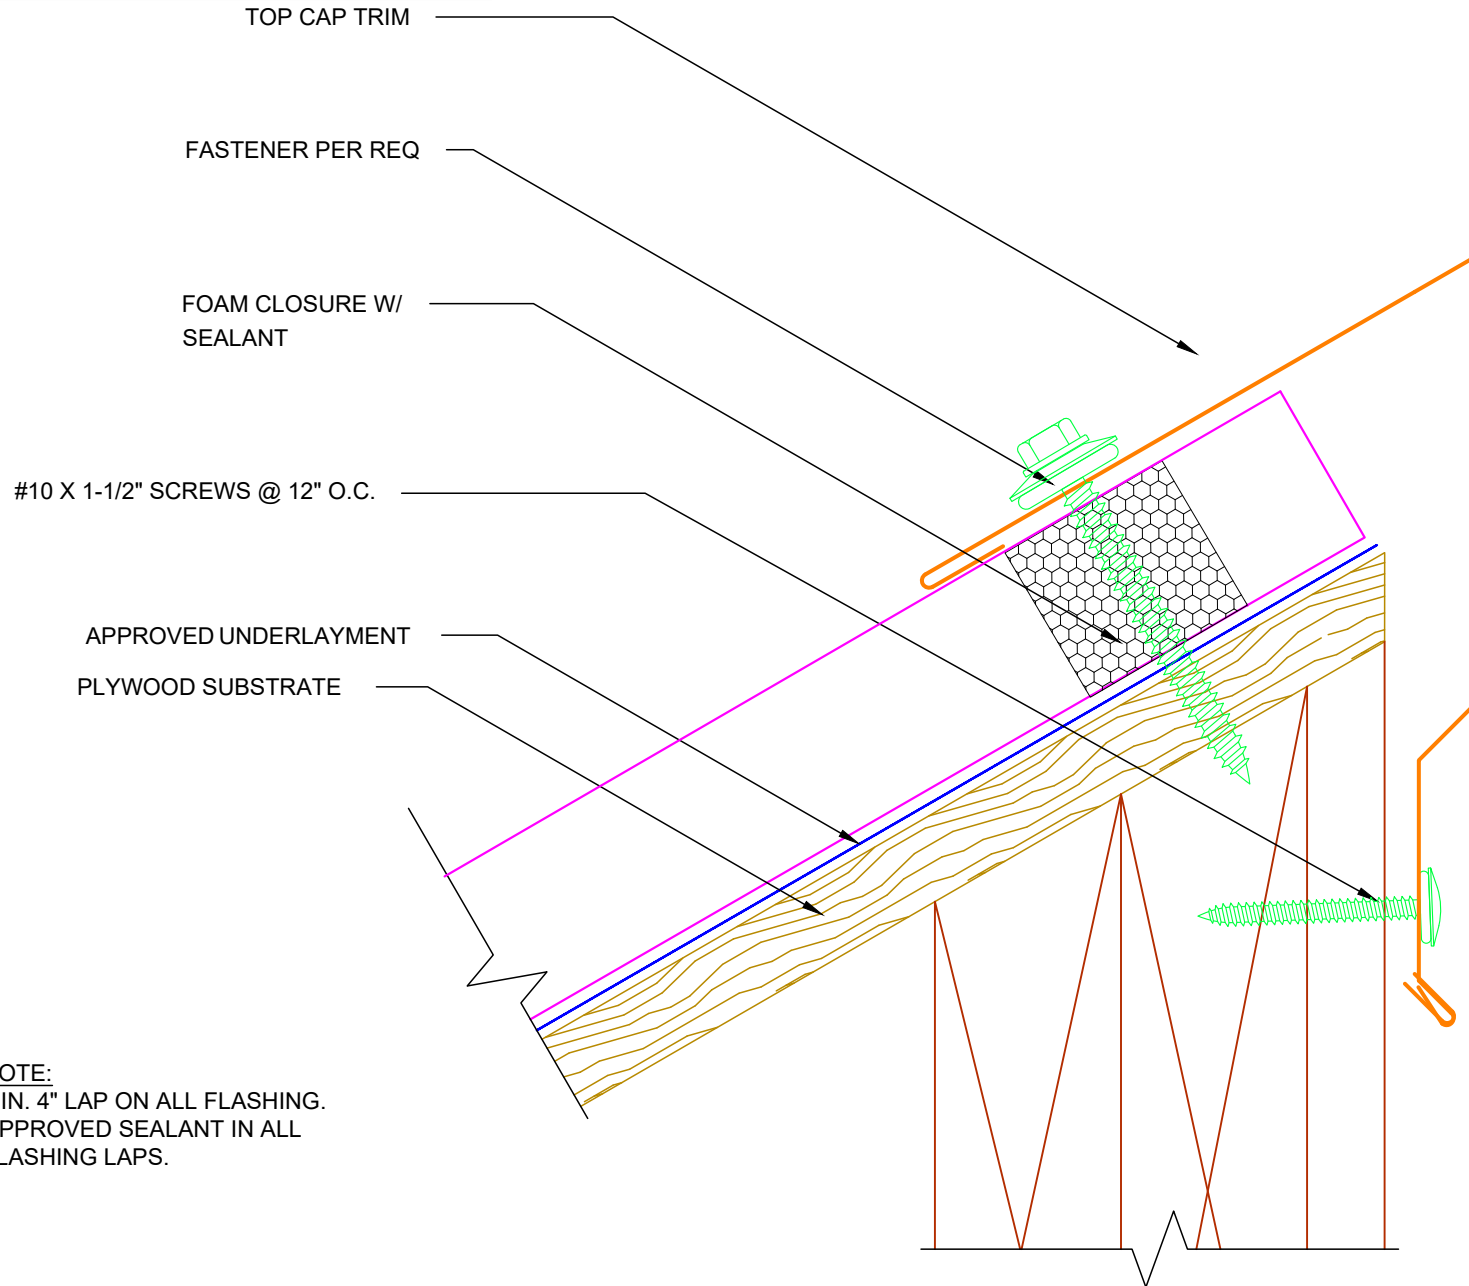 TOP CAP TRIM
FASTENER PER REQ
FOAM CLOSURE W/
SEALANT
#10 X 1-1/2" SCREWS @ 12" O.C.
APPROVED UNDERLAYMENT
PLYWOOD SUBSTRATE
OTE:
IN. 4" LAP ON ALL FLASHING.
PPROVED SEALANT IN ALL
LASHING LAPS.